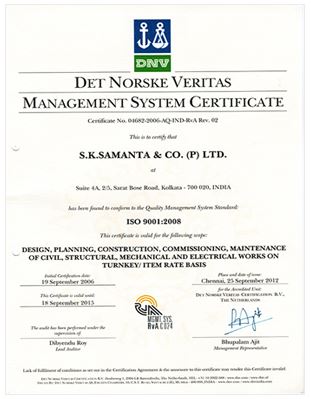 DNV
DET NORSKE VERITAS
MANAGEMENT SYSTEM CERTIFICATE
Certificate No. 04682-2006-AQ-IND-RvA Rev. 02
This is to certify that
S.K.SAMANTA & CO. (P) LTD.
at
Suite 4A, 2/5, Sarat Bose Road, Kolkata - 700 020, INDIA
has been found to conform to the Quality Management System Standard:
ISO 9001:2008
This certificate is valid for the following scope:
DESIGN, PLANNING, CONSTRUCTION, COMMISSIONING, MAINTENANCE
OF CIVIL, STRUCTURAL, MECHANICAL AND ELECTRICAL WORKS ON
TURNKEY/ ITEM RATE BASIS
Initial Certification date:
19 September 2006
Place and date of issue:
Chennai, 25 September 2012
This Certificate is valid until:
18 September 2015
for the Accredited Unit:
DET NORSKE VERITAS CERTIFICATION B.V.,
THE NETHERLANDS
MGMT. SYS.
RvA C024
The audit has been performed under the
supervision of
Dibyendu Roy
Lead Auditor
Bhupalam Ajit
Management Representative
Lack of fulfilment of conditions as set out in the Certification Agreement & the annexure to this certificate may render this Certificate invalid